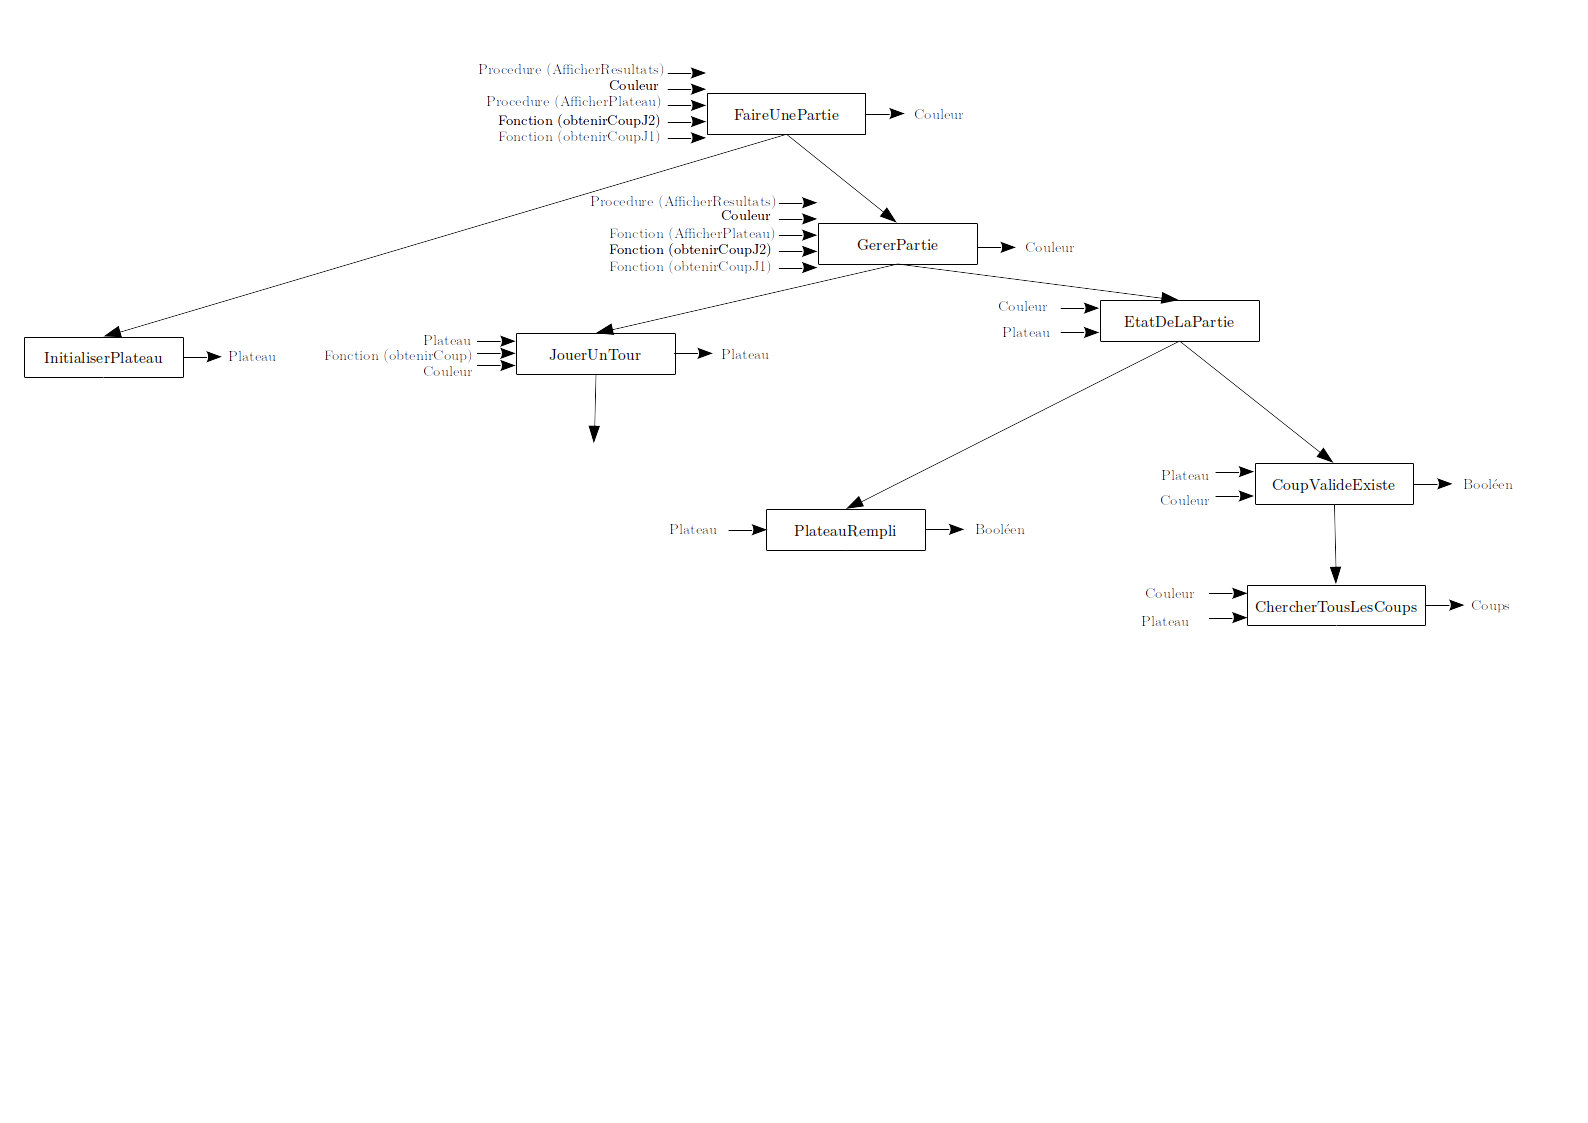 Procedure (AfficherResultats)
Couleur
Procedure (AfficherPlateau)
Fonction (obtenirCoupJ2)
Fonction (obtenirCoupJ1)
FaireUnePartie
Couleur
Procedure (AfficherResultats)
Couleur
Fonction (AfficherPlateau)
Fonction (obtenirCoupJ2)
Fonction (obtenirCoupJ1)
GererPartie
Couleur
Couleur
Plateau
EtatDeLaPartie
InitialiserPlateau
Plateau
Plateau
Fonction (obtenirCoup)
Couleur
JouerUnTour
Plateau
Plateau
Couleur
CoupValideExiste
Booléen
Plateau
PlateauRempli
Booléen
Couleur
Plateau
ChercherTousLesCoups
Coups